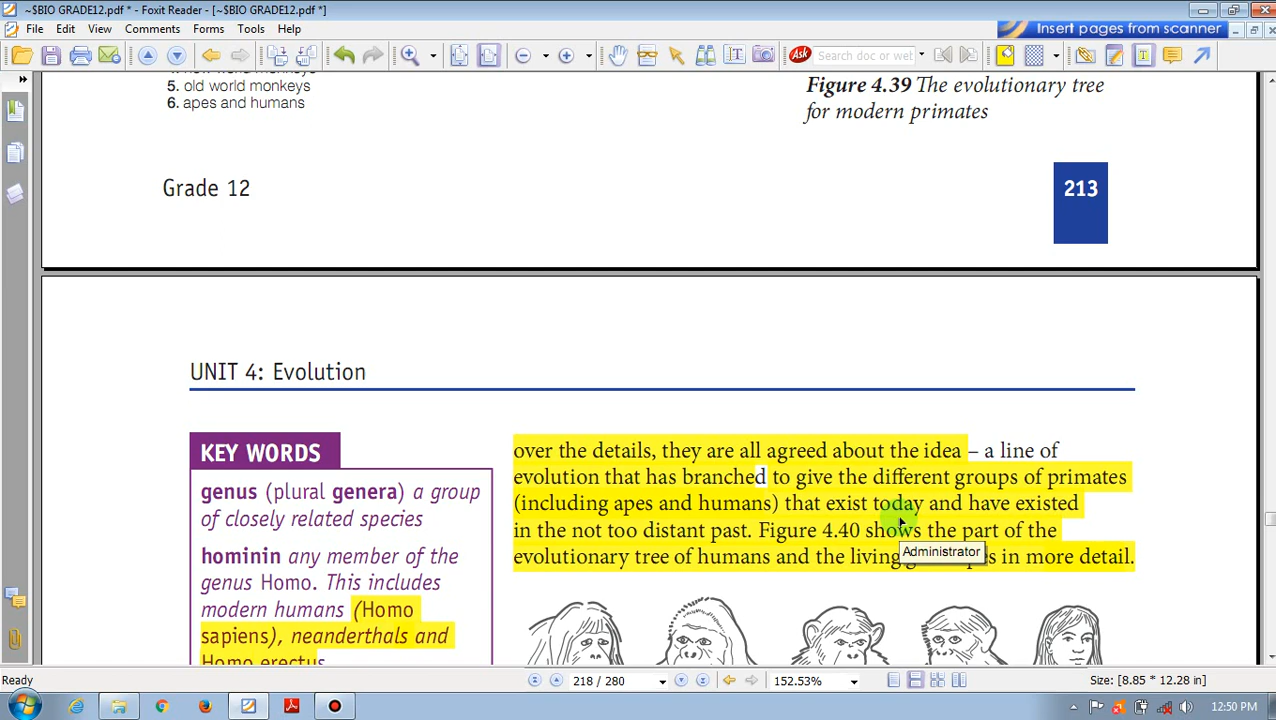 ~$BIO GRADE12.pdf * - Foxit Reader - [~$BIO GRADE12.pdf *]
File Edit View Comments Forms Tools Help
Insert pages from scanner
Ask Search doc or wet
5. old world monkeys
6. apes and humans
Figure 4.39 The evolutionary tree
for modern primates
Grade 12
213
UNIT 4: Evolution
KEY WORDS
genus (plural genera) a group
of closely related species
hominin any member of the
genus Homo. This includes
modern humans (Homo
sapiens), neanderthals and
Homo erectus
over the details, they are all agreed about the idea – a line of
evolution that has branched to give the different groups of primates
(including apes and humans) that exist today and have existed
in the not too distant past. Figure 4.40 shows the part of the
evolutionary tree of humans and the living s in more detail.
Administrator
Ready
218 / 280
152.53%
Size: [8.85 * 12.28 in]
12:50 PM